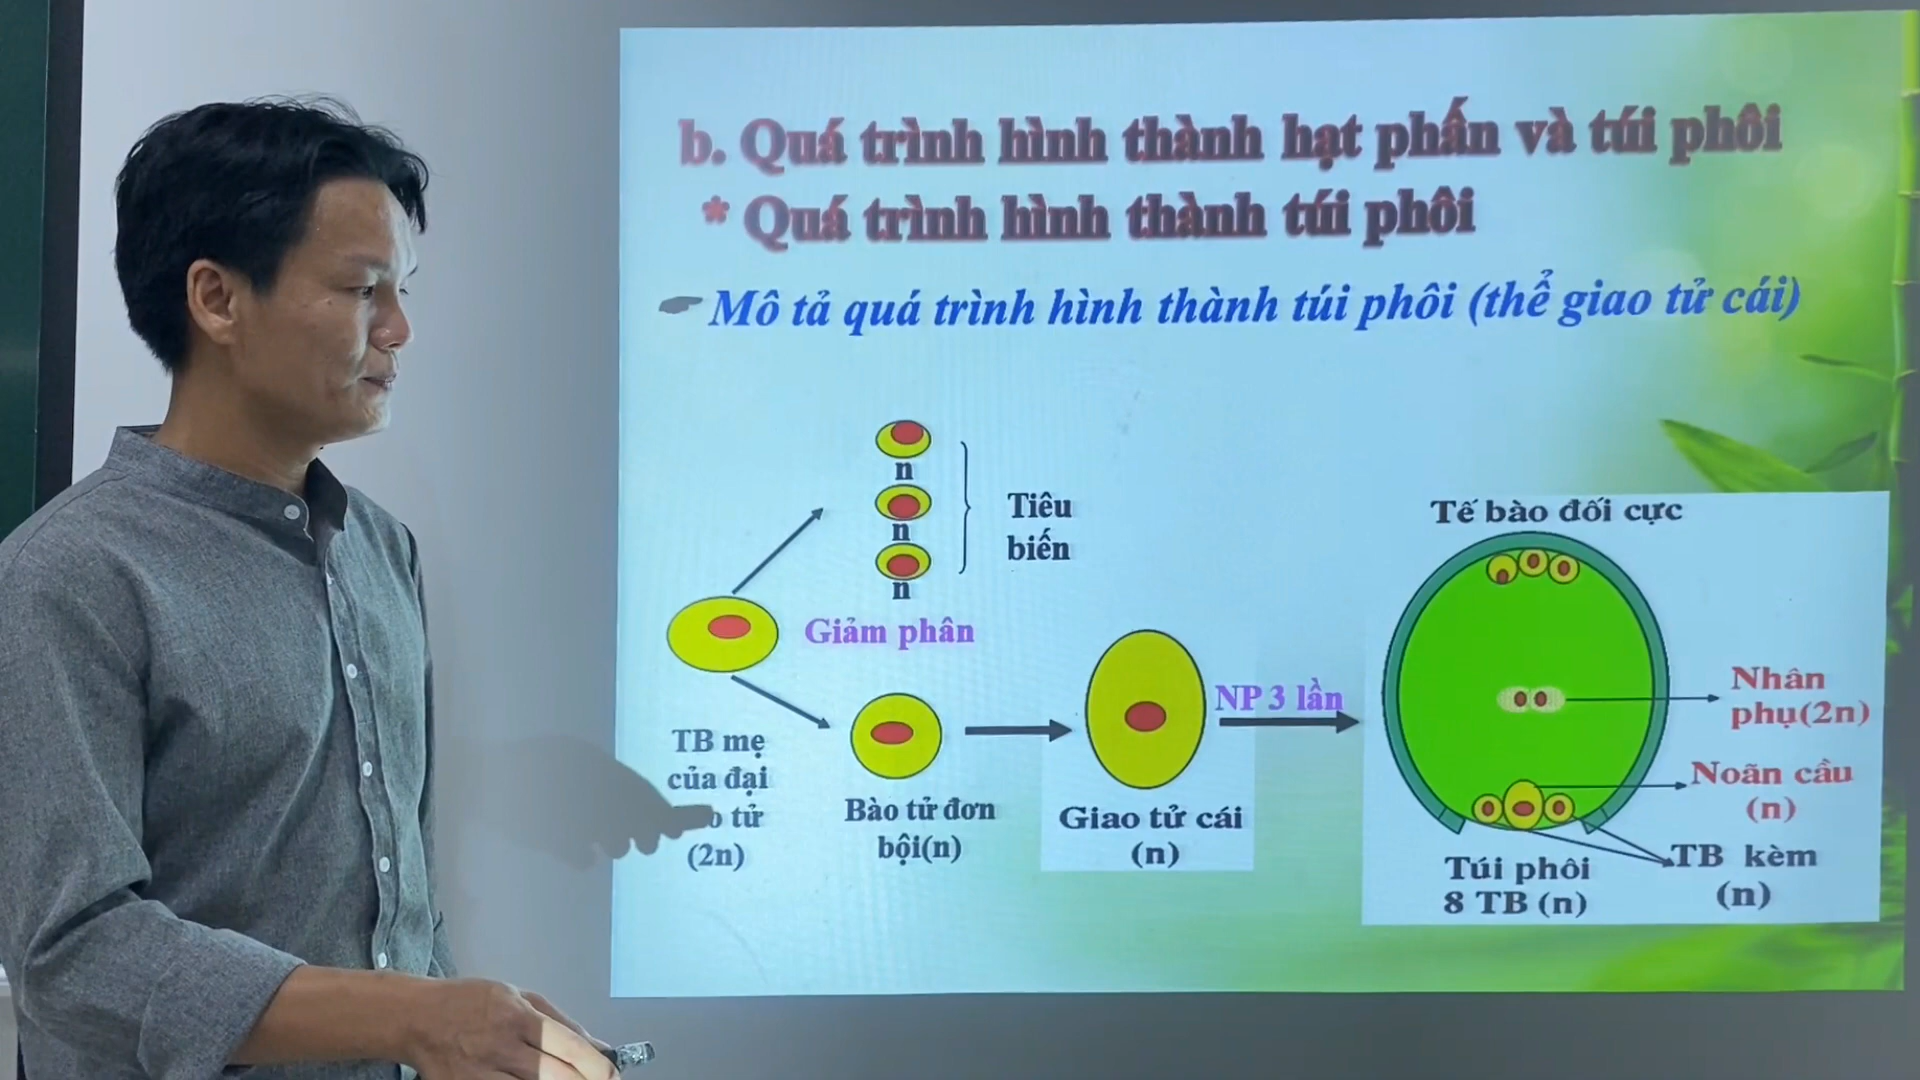 b. Quá trình hình thành hạt phấn và túi phôi
* Quá trình hình thành túi phôi
Mô tả quá trình hình thành túi phôi (thể giao tử cái)
n
n
n
Tiêu
biến
Giảm phân
TB mẹ
của đại
tử
(2n)
Bào tử đơn
bội(n)
Giao tử cái
(n)
NP 3 lần
Tế bào đối cực
Nhân
phụ(2n)
Noãn cầu
(n)
TB kèm
(n)
Túi phôi
8 TB (n)